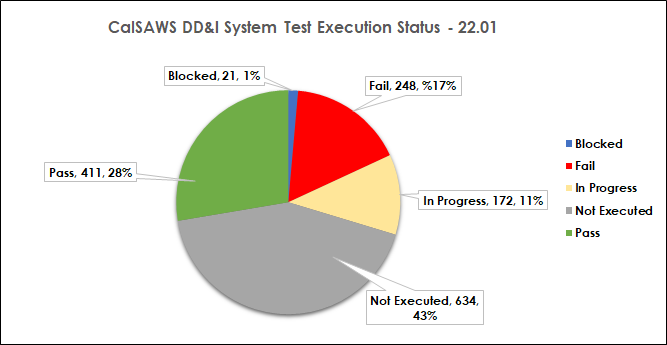 CalSAWS DD&I System Test Execution Status - 22.01
Blocked, 21, 1%
Fail, 248, %17%
Pass, 411, 28%
In Progress, 172, 11%
Not Executed, 634,
43%
Blocked
Fail
In Progress
Not Executed
Pass